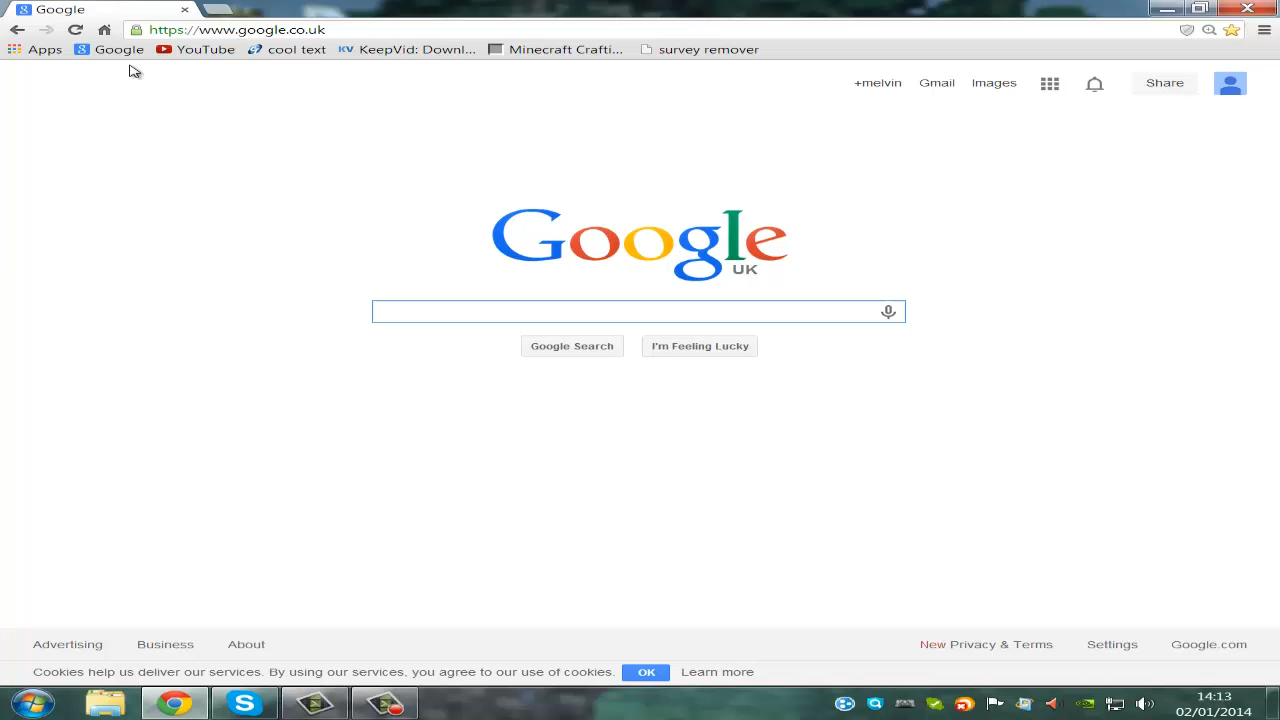 Google
https://www.google.co.uk
Apps Google YouTube cool text KV KeepVid: Downl... Minecraft Crafti... survey remover
+melvin Gmail Images Share
Google
UK
Google Search I'm Feeling Lucky
Advertising Business About New Privacy & Terms Settings Google.com
Cookies help us deliver our services. By using our services, you agree to our use of cookies. OK Learn more
14:13
02/01/2014